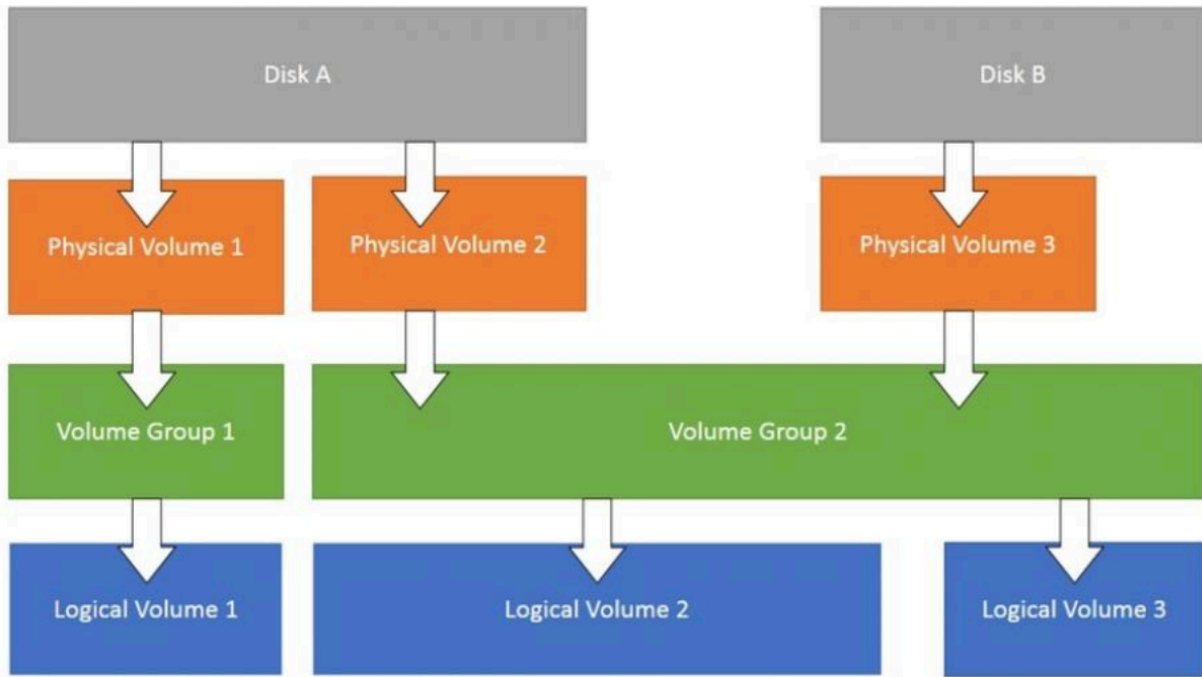 Disk A
Disk B
Physical Volume 1
Physical Volume 2
Physical Volume 3
Volume Group 1
Volume Group 2
Logical Volume 1
Logical Volume 2
Logical Volume 3